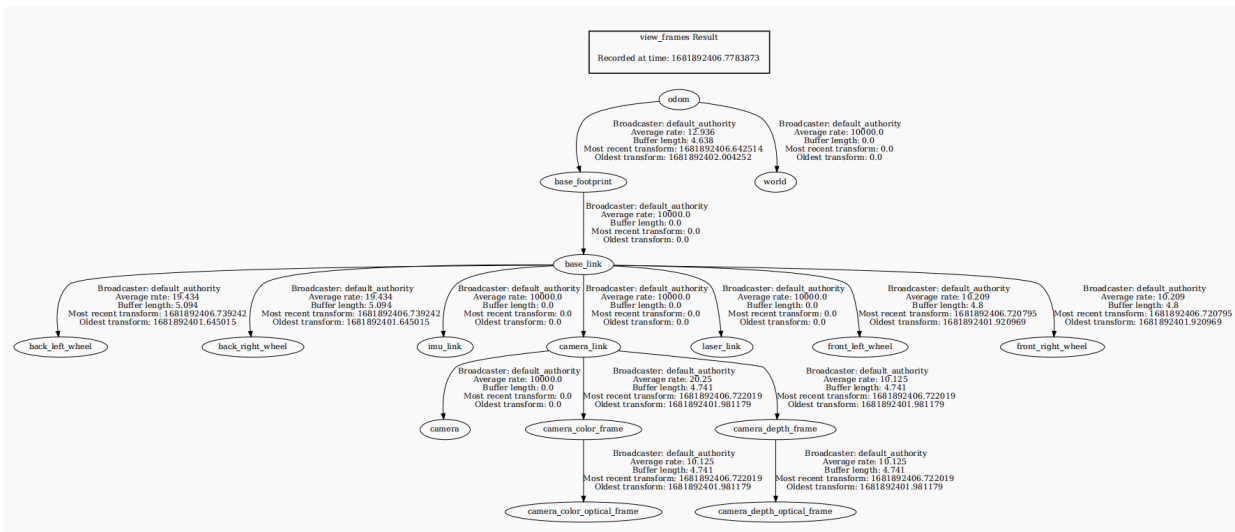 view_frames Result
Recorded at time: 1681892406.7783873
odom
Broadcaster: default_authority
Average rate: 12.936
Buffer length: 4.638
Most recent transform: 1681892406.642514
Oldest transform: 1681892402.004252
Broadcaster: default_authority
Average rate: 10000.0
Buffer length: 0.0
Most recent transform: 0.0
Oldest transform: 0.0
base_footprint
world
Broadcaster: default_authority
Average rate: 10000.0
Buffer length: 0.0
Most recent transform: 0.0
Oldest transform: 0.0
base_link
Broadcaster: default_authority
Average rate: 19.434
Buffer length: 5.094
Most recent transform: 1681892406.739242
Oldest transform: 1681892401.645015
Broadcaster: default_authority
Average rate: 19.434
Buffer length: 5.094
Most recent transform: 1681892406.739242
Oldest transform: 1681892401.645015
Broadcaster: default_authority
Average rate: 10000.0
Buffer length: 0.0
Most recent transform: 0.0
Oldest transform: 0.0
Broadcaster: default_authority
Average rate: 10000.0
Buffer length: 0.0
Most recent transform: 0.0
Oldest transform: 0.0
Broadcaster: default_authority
Average rate: 10000.0
Buffer length: 0.0
Most recent transform: 0.0
Oldest transform: 0.0
Broadcaster: default_authority
Average rate: 10.209
Buffer length: 4.8
Most recent transform: 1681892406.720795
Oldest transform: 1681892401.920969
Broadcaster: default_authority
Average rate: 10.209
Buffer length: 4.8
Most recent transform: 1681892406.720795
Oldest transform: 1681892401.920969
back_left_wheel
back_right_wheel
imu_link
camera_link
laser_link
front_left_wheel
front_right_wheel
Broadcaster: default_authority
Average rate: 10000.0
Buffer length: 0.0
Most recent transform: 0.0
Oldest transform: 0.0
Broadcaster: default_authority
Average rate: 20.25
Buffer length: 4.741
Most recent transform: 1681892406.722019
Oldest transform: 1681892401.981179
Broadcaster: default_authority
Average rate: 10.125
Buffer length: 4.741
Most recent transform: 1681892406.722019
Oldest transform: 1681892401.981179
camera
camera_color_frame
camera_depth_frame
Broadcaster: default_authority
Average rate: 10.125
Buffer length: 4.741
Most recent transform: 1681892406.722019
Oldest transform: 1681892401.981179
Broadcaster: default_authority
Average rate: 10.125
Buffer length: 4.741
Most recent transform: 1681892406.722019
Oldest transform: 1681892401.981179
camera_color_optical_frame
camera_depth_optical_frame